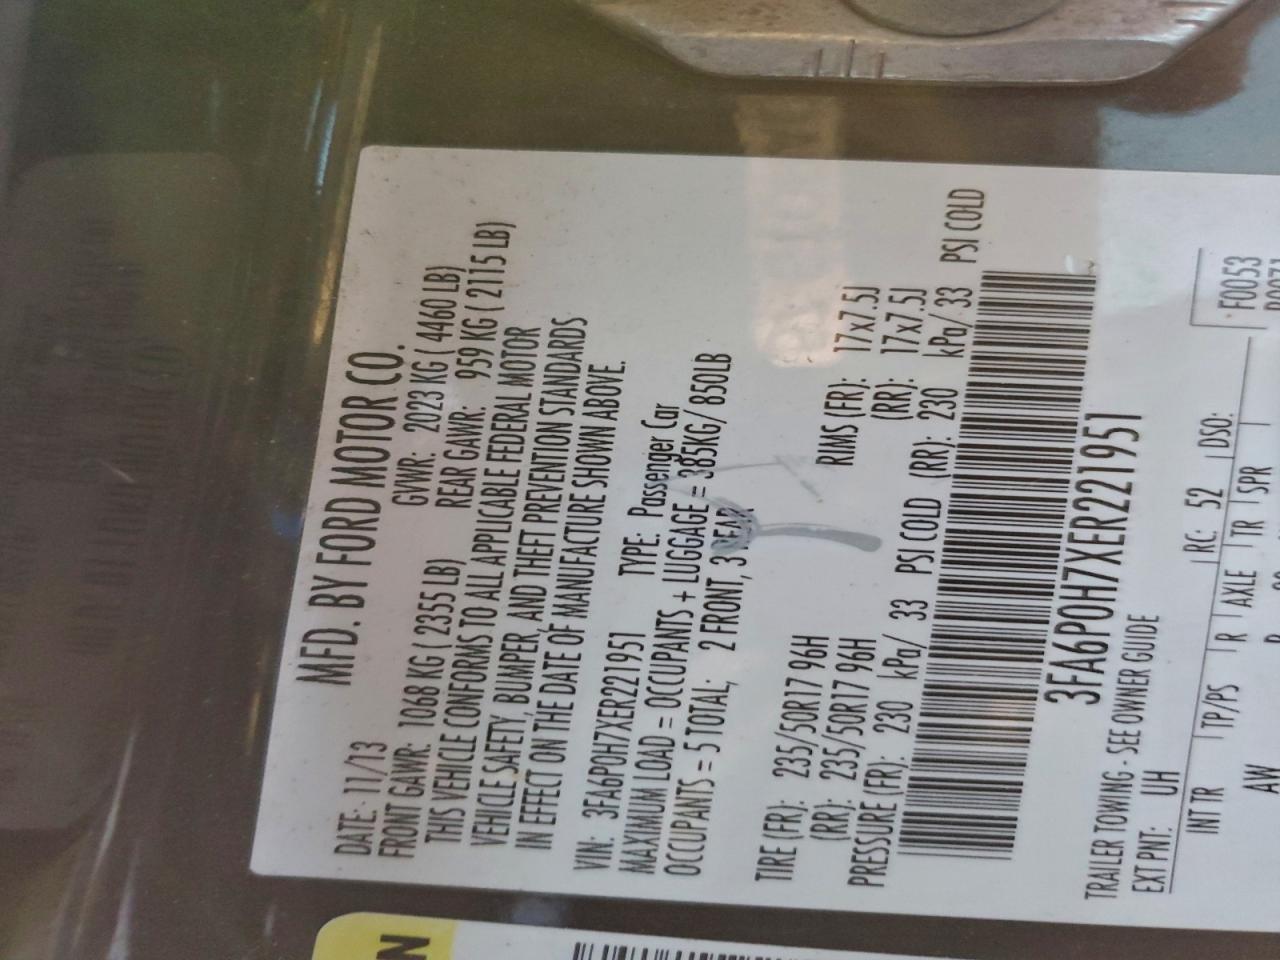 MFD. BY FORD MOTOR CO.
DATE: 11/13 GVWR: 2023 KG ( 4460 LB)
FRONT GAWR: 1068 KG ( 2355 LB) REAR GAWR: 959 KG ( 2115 LB)
THIS VEHICLE CONFORMS TO ALL APPLICABLE FEDERAL MOTOR
VEHICLE SAFETY, BUMPER, AND THEFT PREVENTION STANDARDS
IN EFFECT ON THE DATE OF MANUFACTURE SHOWN ABOVE.
VIN: 3FA6P0H7XER221951 TYPE: Passenger Car
MAXIMUM LOAD = OCCUPANTS + LUGGAGE = 385KG/ 850LB
OCCUPANTS = 5 TOTAL; 2 FRONT, 3 REAR
TIRE (FR): 235/50R17 96H RIMS (FR): 17x7.5J
(RR): 235/50R17 96H (RR): 17x7.5J
PRESSURE (FR): 230 kPa/ 33 PSI COLD (RR): 230 kPa/ 33 PSI COLD
3FA6P0H7XER221951
TRAILER TOWING - SEE OWNER GUIDE
EXT PNT: UH RC: 52 DSO: F0053
INT TR TP/PS R AXLE TR SPR
AW
N